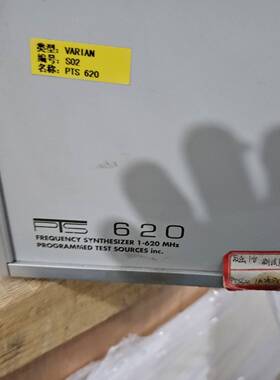 类型: VARIAN
编号: S02
名称: PTS 620
PTS 620
FREQUENCY SYNTHESIZER 1-620 MHz
PROGRAMMED TEST SOURCES inc.